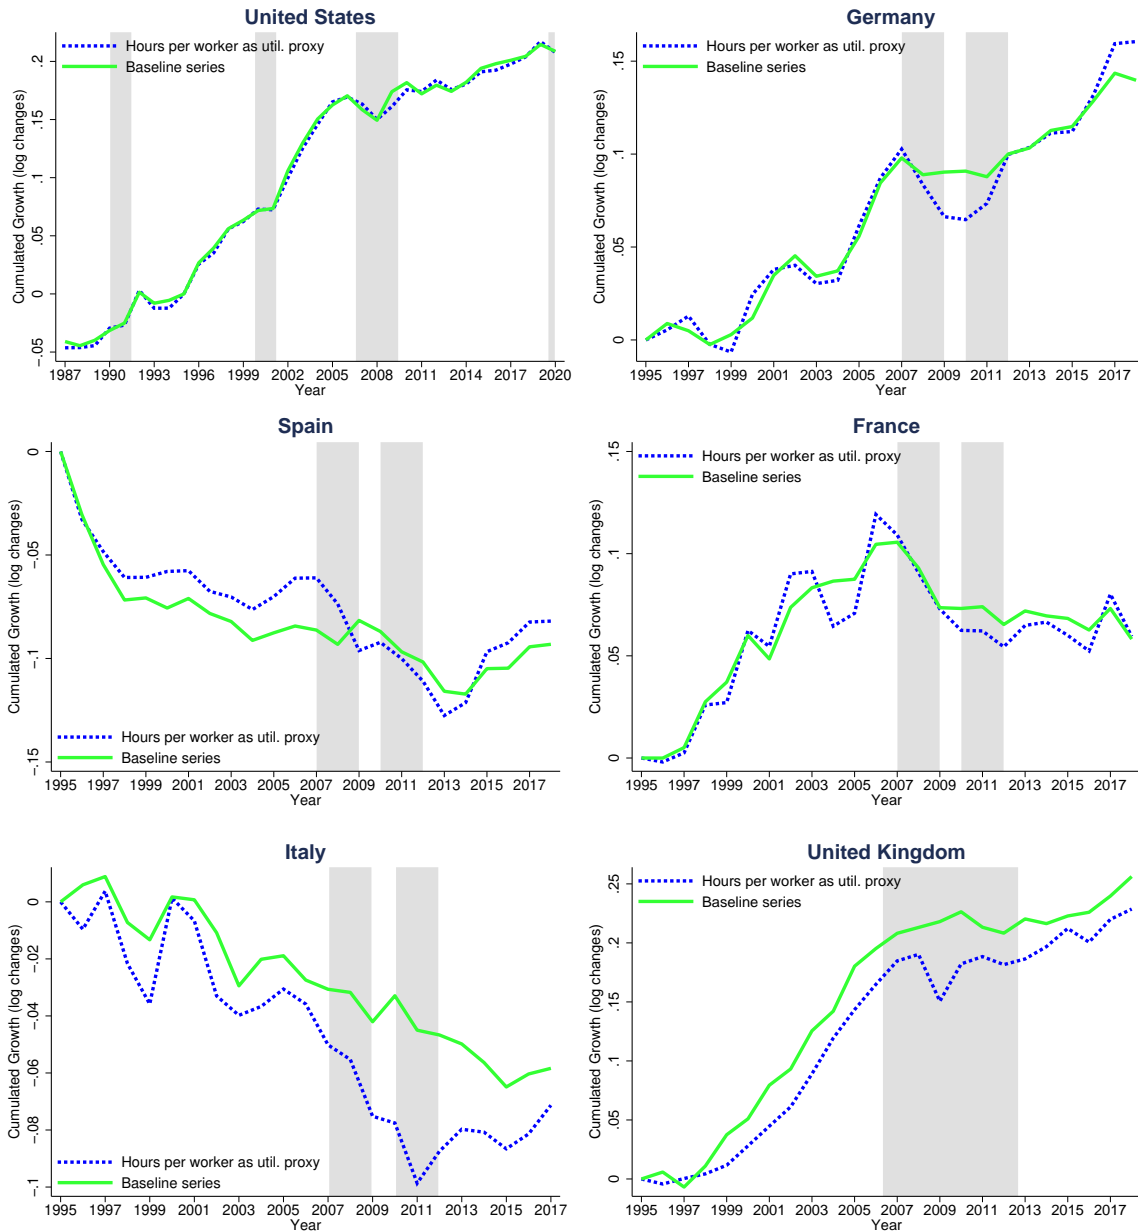 United States
Hours per worker as util. proxy
Baseline series
Cumulated Growth (log changes)
.2
.15
.1
.05
0
-.05
1987 1990 1993 1996 1999 2002 2005 2008 2011 2014 2017 2020
Year
Germany
Hours per worker as util. proxy
Baseline series
Cumulated Growth (log changes)
.15
.1
.05
0
1995 1997 1999 2001 2003 2005 2007 2009 2011 2013 2015 2017
Year
Spain
Cumulated Growth (log changes)
0
-.05
-.1
-.15
Hours per worker as util. proxy
Baseline series
1995 1997 1999 2001 2003 2005 2007 2009 2011 2013 2015 2017
Year
France
Hours per worker as util. proxy
Baseline series
Cumulated Growth (log changes)
.15
.1
.05
0
1995 1997 1999 2001 2003 2005 2007 2009 2011 2013 2015 2017
Year
Italy
Cumulated Growth (log changes)
0
-.02
-.04
-.06
-.08
-.1
Hours per worker as util. proxy
Baseline series
1995 1997 1999 2001 2003 2005 2007 2009 2011 2013 2015 2017
Year
United Kingdom
Hours per worker as util. proxy
Baseline series
Cumulated Growth (log changes)
.25
.2
.15
.1
.05
0
1995 1997 1999 2001 2003 2005 2007 2009 2011 2013 2015 2017
Year